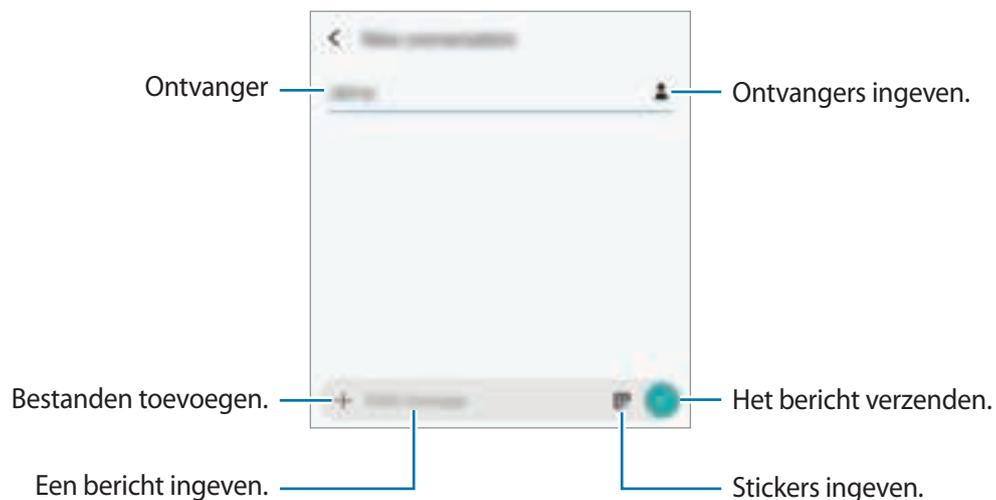 Ontvanger
Ontvangers ingeven.
Bestanden toevoegen.
Het bericht verzenden.
Een bericht ingeven.
Stickers ingeven.